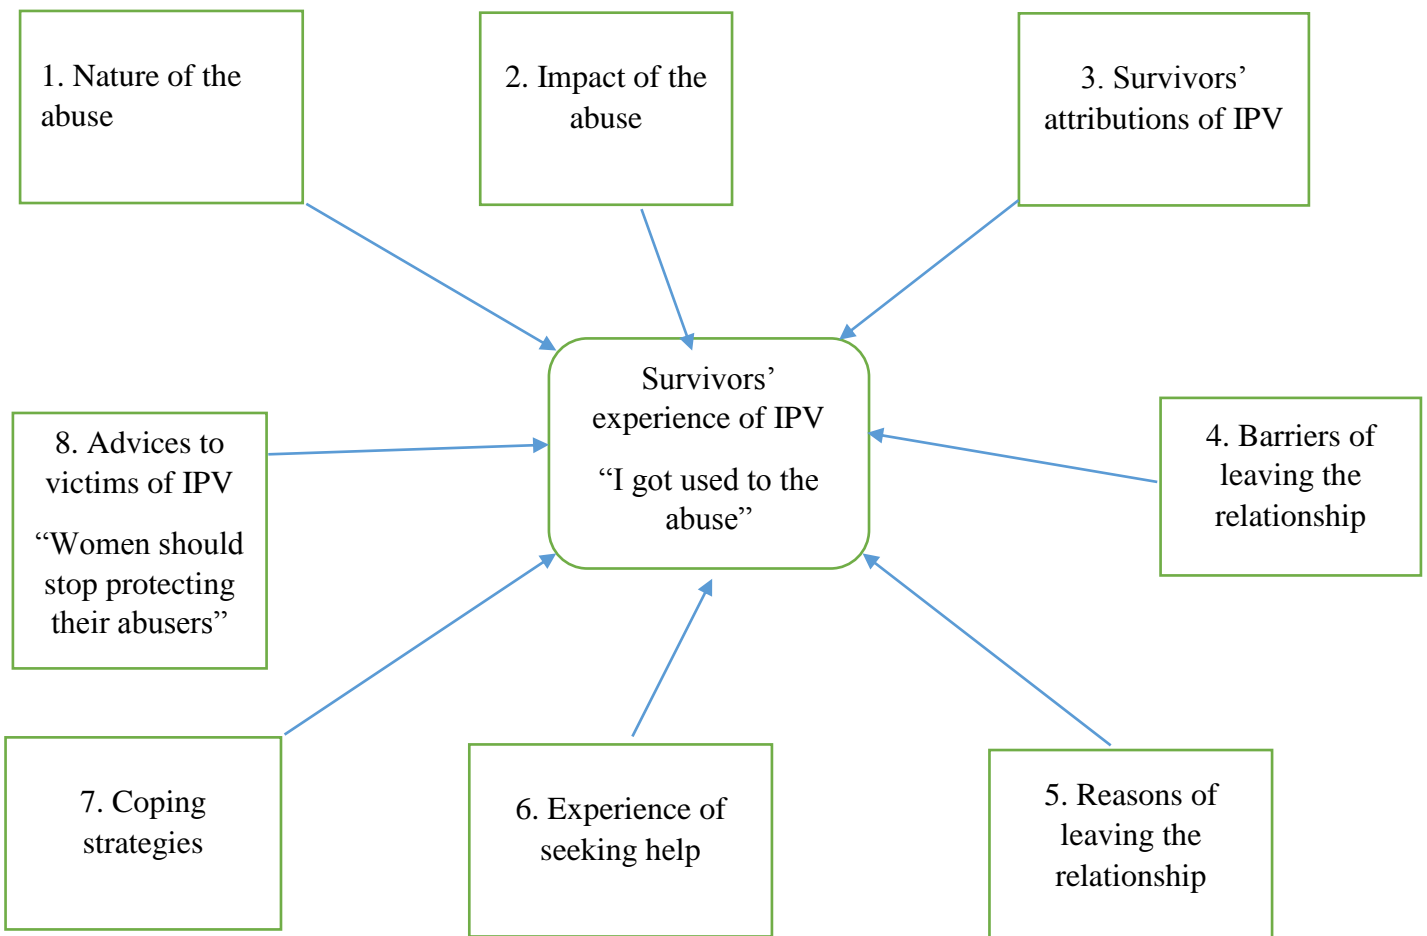 1. Nature of the
abuse
2. Impact of the
abuse
3. Survivors’
attributions of IPV
Survivors’
experience of IPV
“I got used to the
abuse”
4. Barriers of
leaving the
relationship
8. Advices to
victims of IPV
“Women should
stop protecting
their abusers”
7. Coping
strategies
6. Experience of
seeking help
5. Reasons of
leaving the
relationship